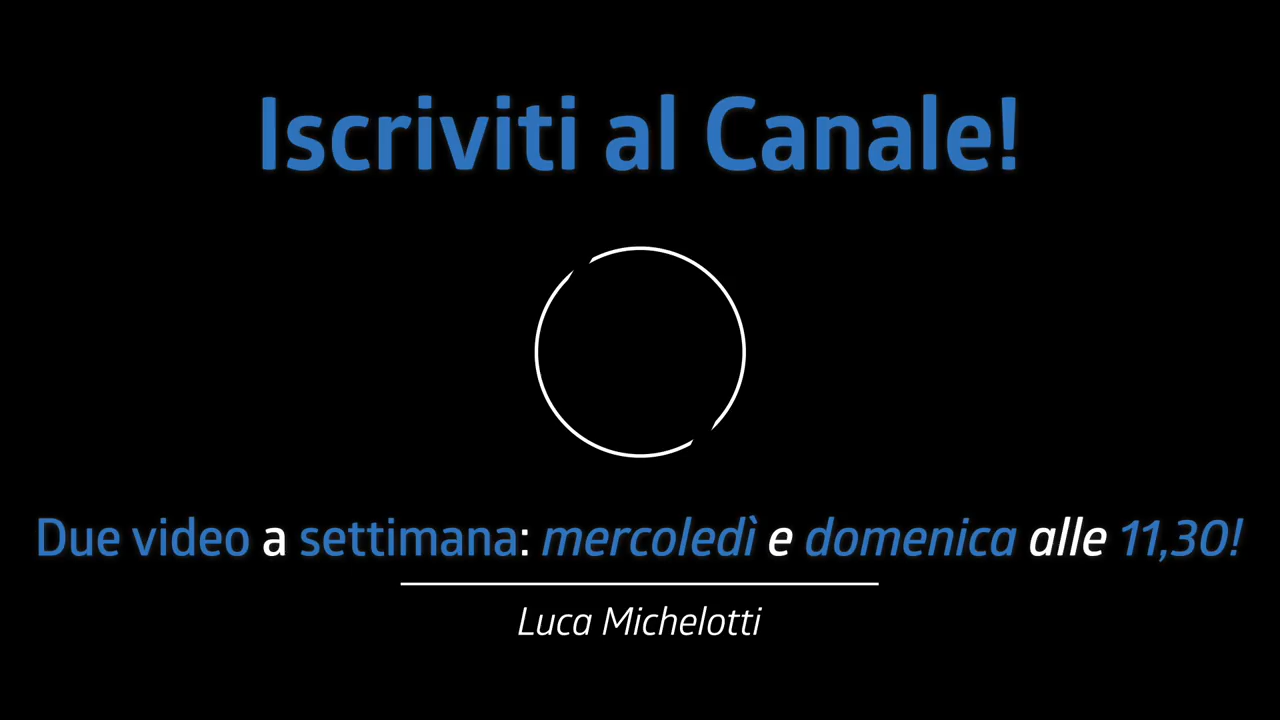 Iscriviti al Canale!
Due video a settimana: mercoledì e domenica alle 11,30!
Luca Michelotti